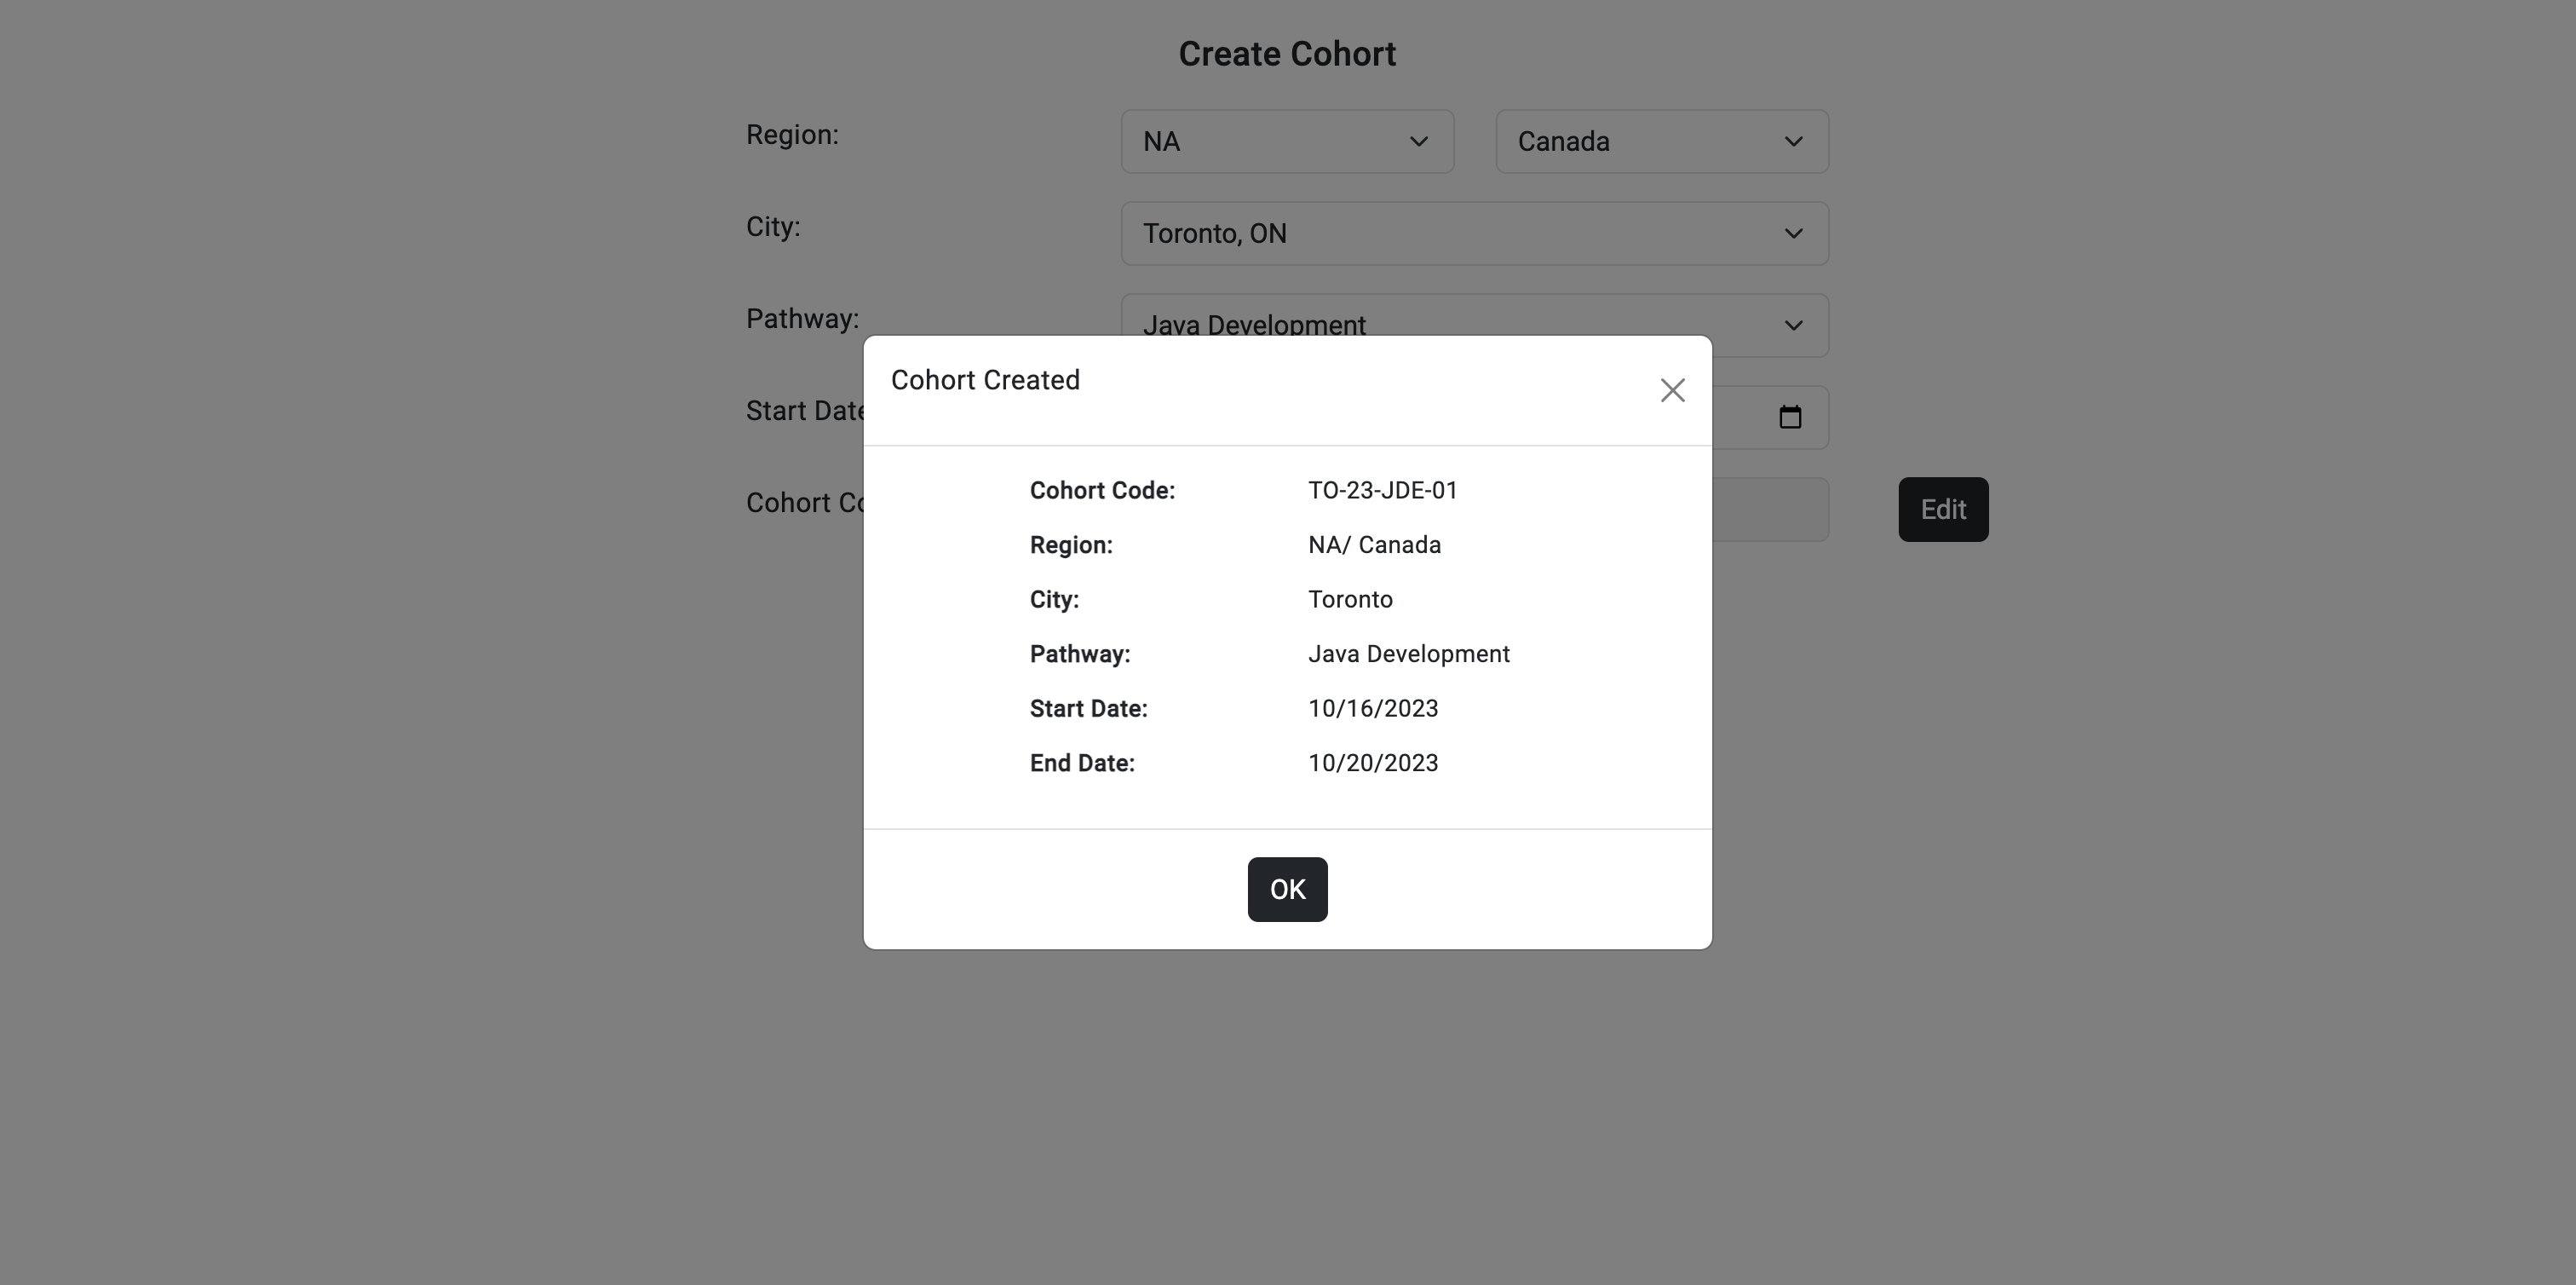 Create Cohort
Region: NA Canada
City: Toronto, ON
Pathway: Java Development
Start Date
Cohort Co
Edit
Cohort Created
Cohort Code: TO-23-JDE-01
Region: NA/ Canada
City: Toronto
Pathway: Java Development
Start Date: 10/16/2023
End Date: 10/20/2023
OK